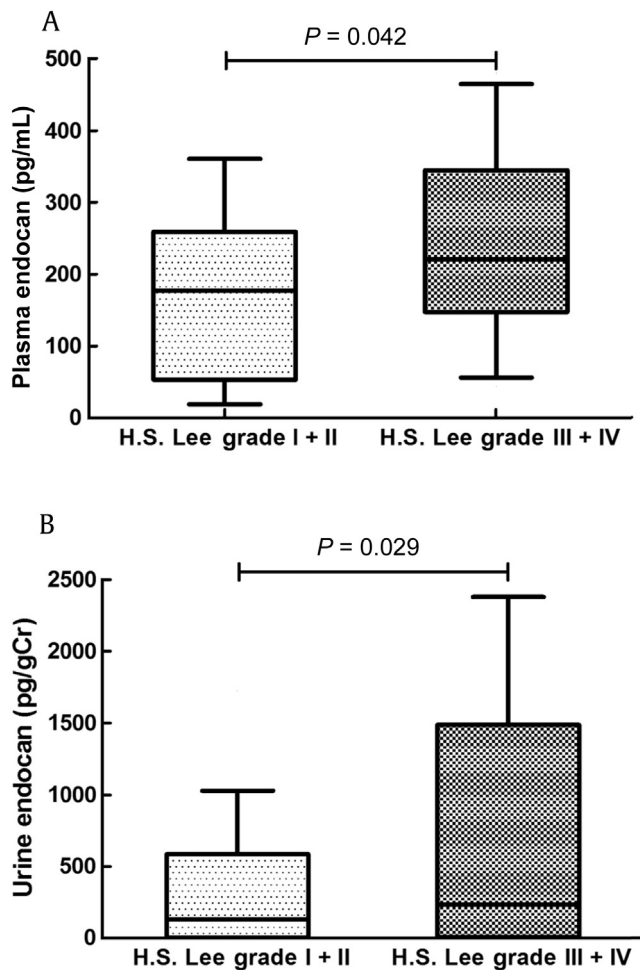 A
P = 0.042
500
400
300
200
100
0
Plasma endocan (pg/mL)
H.S. Lee grade I + II
H.S. Lee grade III + IV
B
P = 0.029
2500
2000
1500
1000
500
0
Urine endocan (pg/gCr)
H.S. Lee grade I + II
H.S. Lee grade III + IV